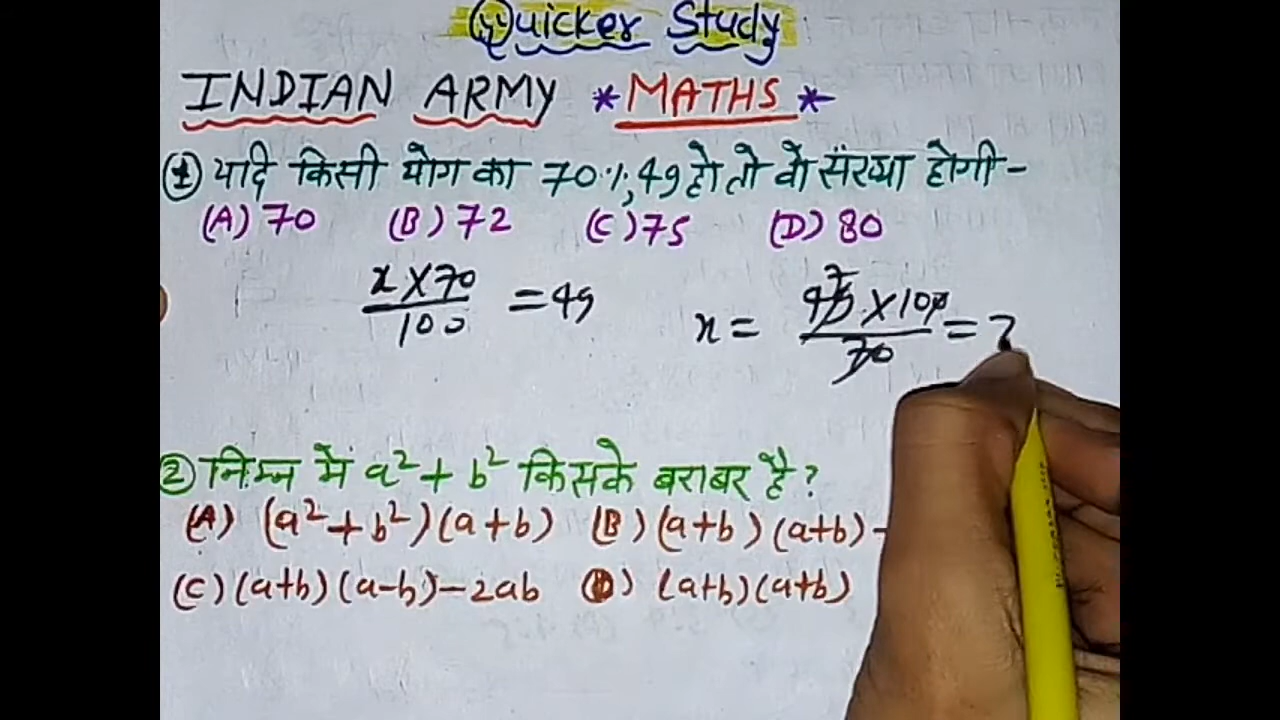 Quicker Study
INDIAN ARMY *MATHS*
① यादि किसी योग का 70%, 49 हो तो वो संख्या होगी-
(A) 70 (B) 72 (C) 75 (D) 80
x×70/100 = 49 x = 49×100/70 = 7
② निम्न में a²+b² किसके बराबर है?
(A) (a²+b²)(a+b) (B) (a+b)(a+b)-
(C) (a+b)(a-b)-2ab (D) (a+b)(a+b)